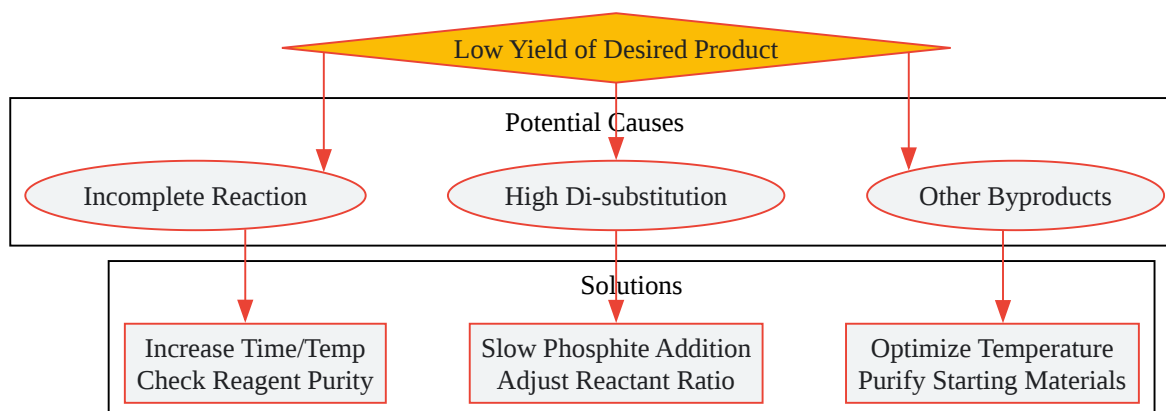 Low Yield of Desired Product
Potential Causes
Incomplete Reaction
High Di-substitution
Other Byproducts
Solutions
Increase Time/Temp
Check Reagent Purity
Slow Phosphite Addition
Adjust Reactant Ratio
Optimize Temperature
Purify Starting Materials